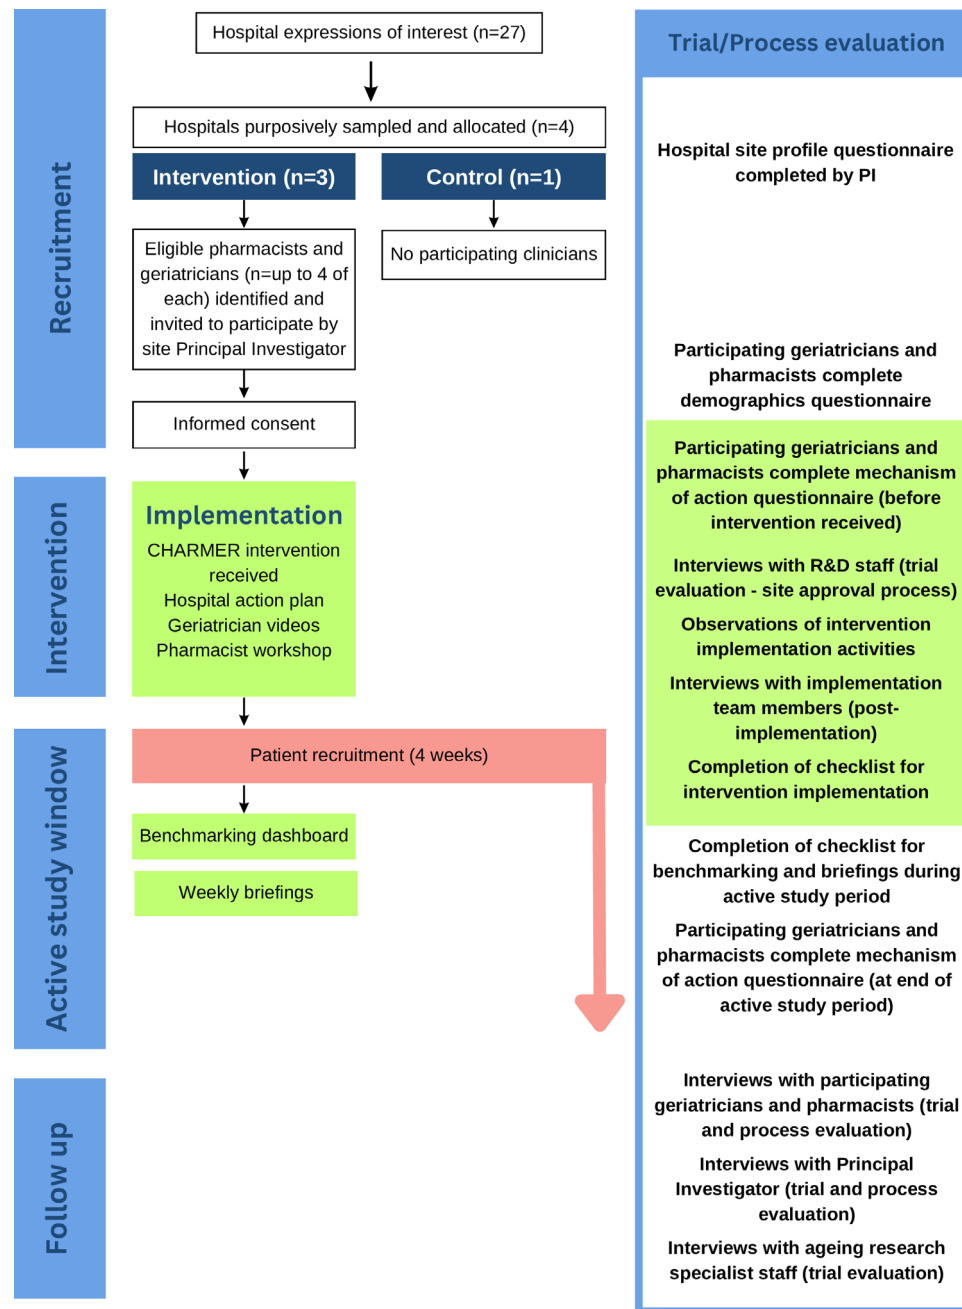 Hospital expressions of interest (n=27)
Hospitals purposively sampled and allocated (n=4)
Intervention (n=3)
Control (n=1)
Eligible pharmacists and
geriatricians (n=up to 4 of
each) identified and
invited to participate by
site Principal Investigator
No participating clinicians
Informed consent
Recruitment
Intervention
Implementation
CHARMER intervention
received
Hospital action plan
Geriatrician videos
Pharmacist workshop
Active study window
Patient recruitment (4 weeks)
Benchmarking dashboard
Weekly briefings
Follow up
Trial/Process evaluation
Hospital site profile questionnaire
completed by PI
Participating geriatricians and
pharmacists complete
demographics questionnaire
Participating geriatricians and
pharmacists complete mechanism
of action questionnaire (before
intervention received)
Interviews with R&D staff (trial
evaluation - site approval process)
Observations of intervention
implementation activities
Interviews with implementation
team members (post-
implementation)
Completion of checklist for
intervention implementation
Completion of checklist for
benchmarking and briefings during
active study period
Participating geriatricians and
pharmacists complete mechanism
of action questionnaire (at end of
active study period)
Interviews with participating
geriatricians and pharmacists (trial
and process evaluation)
Interviews with Principal
Investigator (trial and process
evaluation)
Interviews with ageing research
specialist staff (trial evaluation)